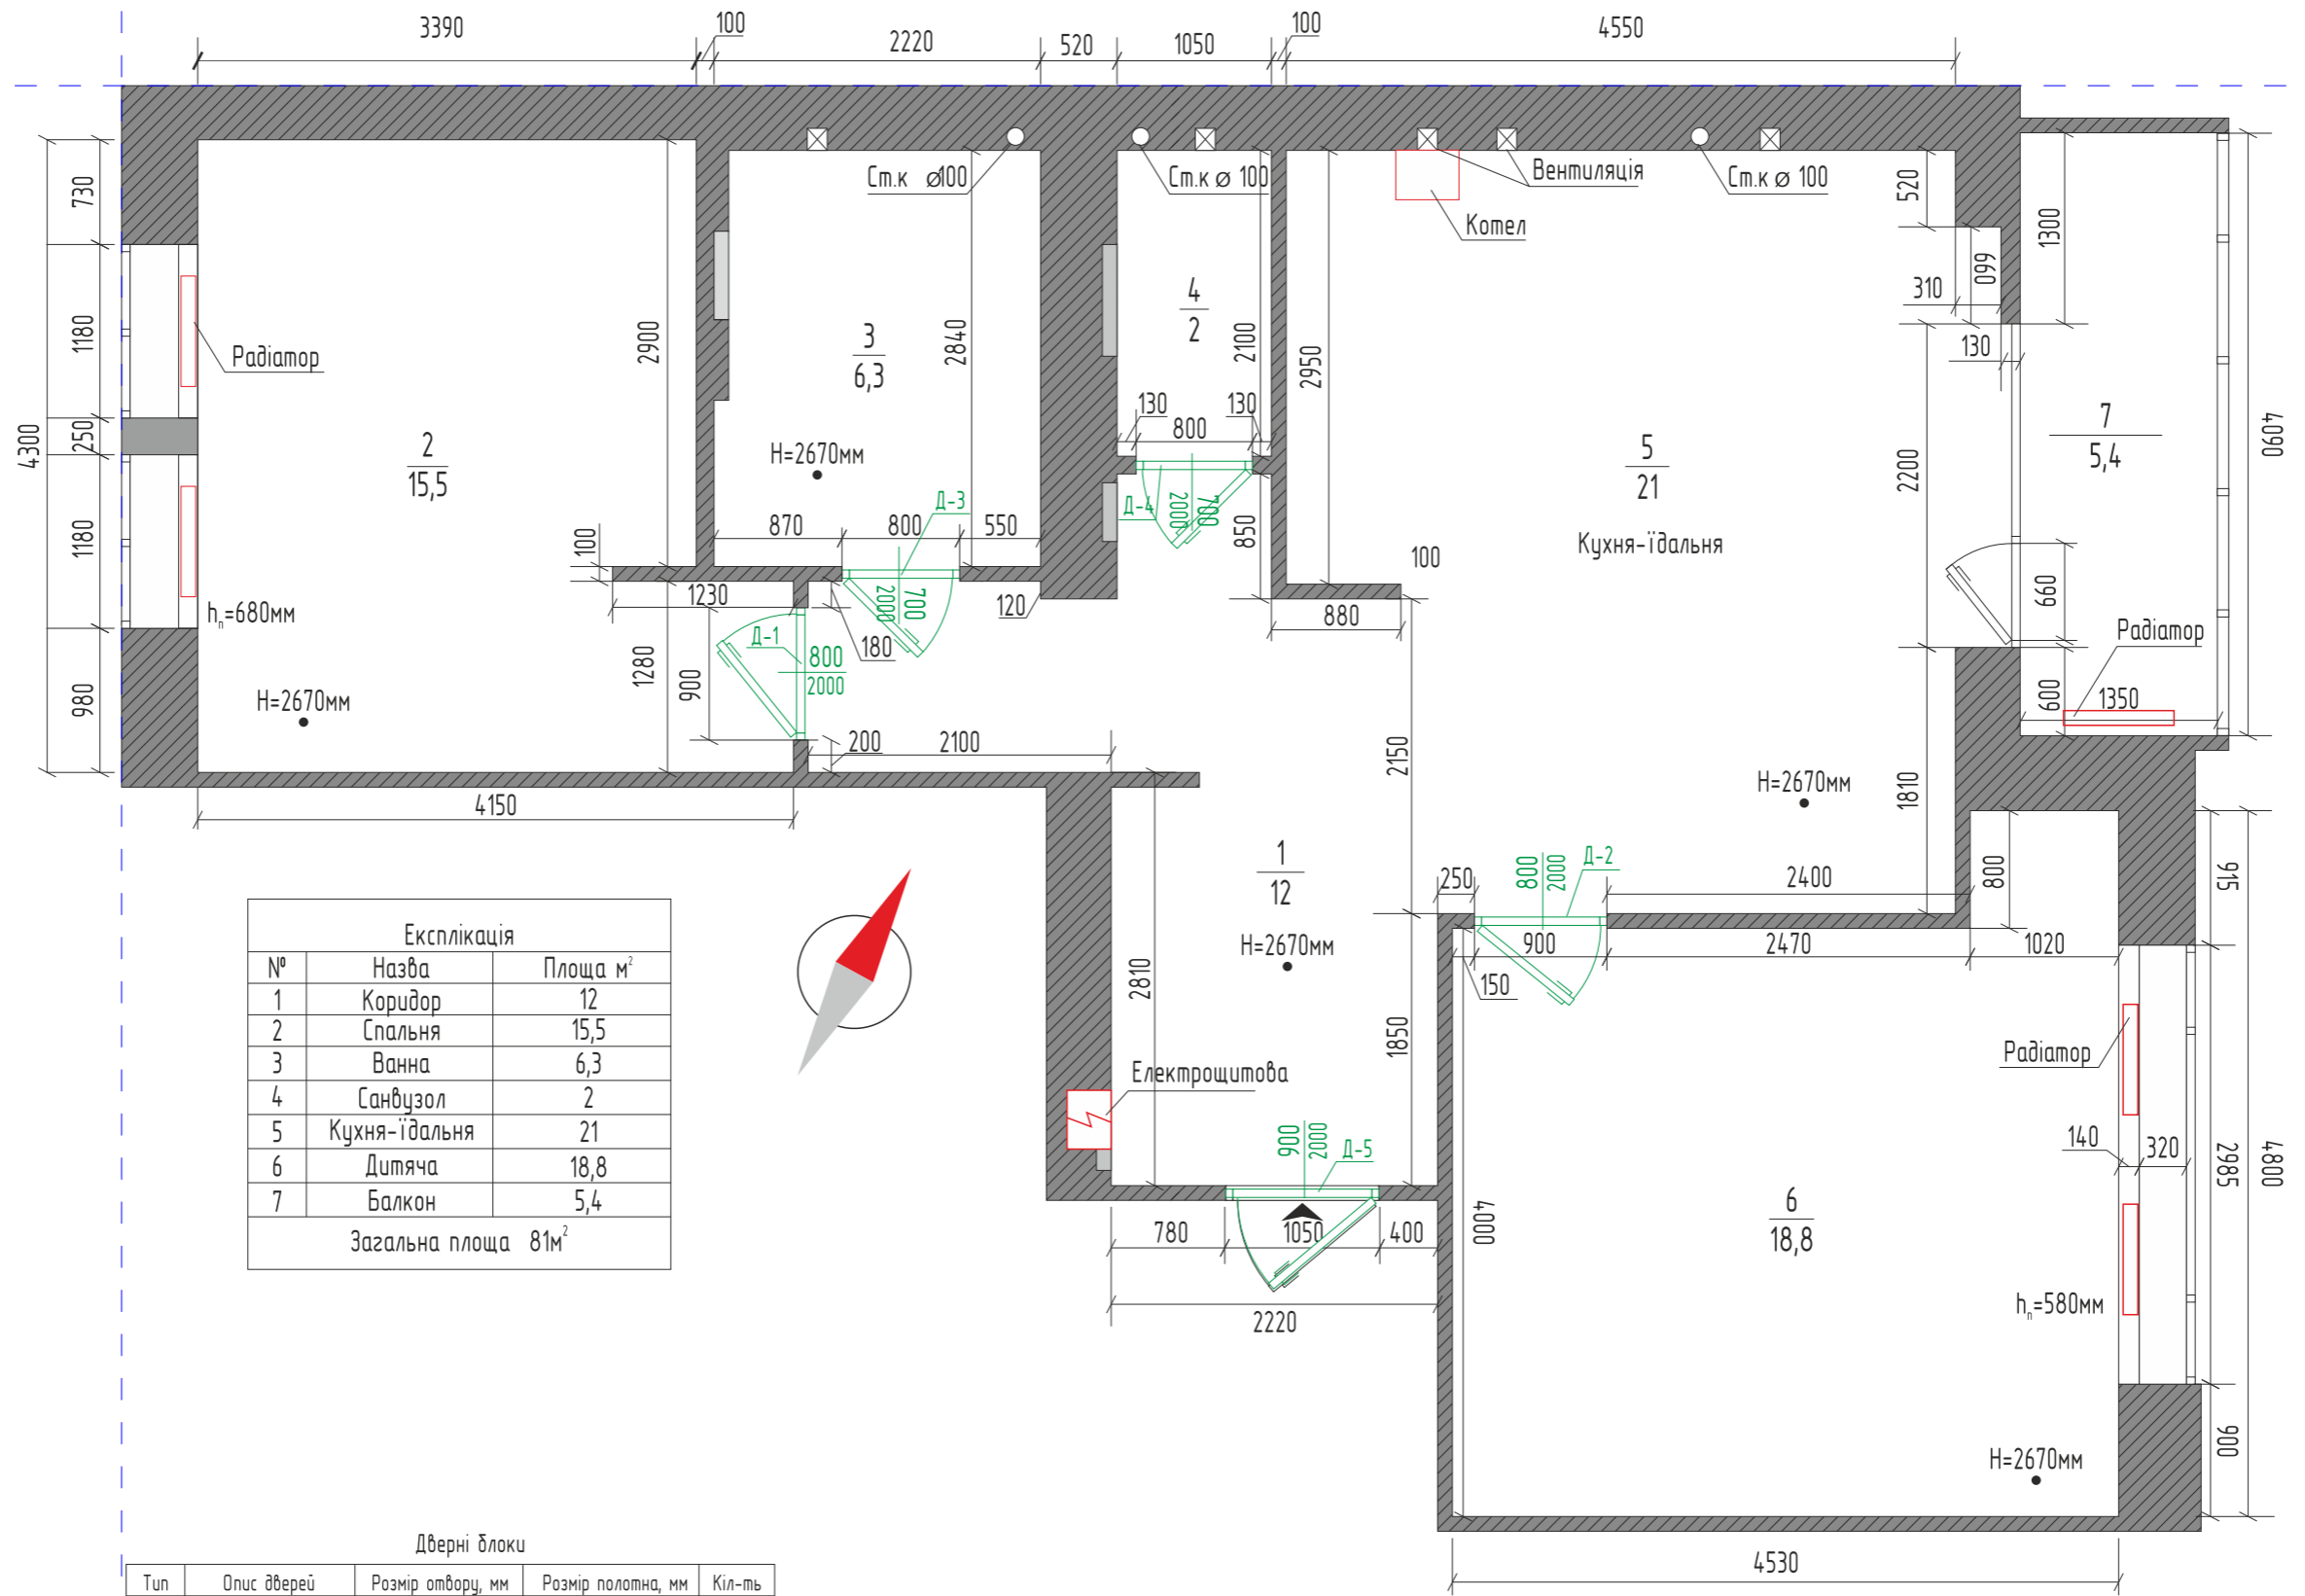 3390
100
2220
520
1050
100
4550
Ст.к ø100
Ст.к ø 100
Вентиляція
Ст.к ø 100
Котел
520
1300
660
310
130
730
1180
250
1180
980
4300
Радіатор
2900
2840
2100
2950
3
6,3
4
2
2
15,5
5
21
Кухня-їдальня
7
5,4
2200
4090
H=2670мм
130
800
130
Д-3
Д-4
700
2000
850
870
800
550
100
100
1230
120
880
700
2000
180
Д-1
800
2000
900
1280
hп=680мм
H=2670мм
200
2100
4150
660
600
Радіатор
1350
2150
1810
H=2670мм
1
12
H=2670мм
2810
1850
250
800
2000
Д-2
2400
800
915
900
2470
1020
150
Радіатор
140
320
2985
4800
4000
6
18,8
hп=580мм
H=2670мм
900
4530
Електрощитова
900
2000
Д-5
780
1050
400
2220
Експлікація
№ Назва Площа м²
1 Коридор 12
2 Спальня 15,5
3 Ванна 6,3
4 Санвузол 2
5 Кухня-їдальня 21
6 Дитяча 18,8
7 Балкон 5,4
Загальна площа 81м²
Дверні блоки
Тип Опис дверей Розмір отвору, мм Розмір полотна, мм Кіл-ть